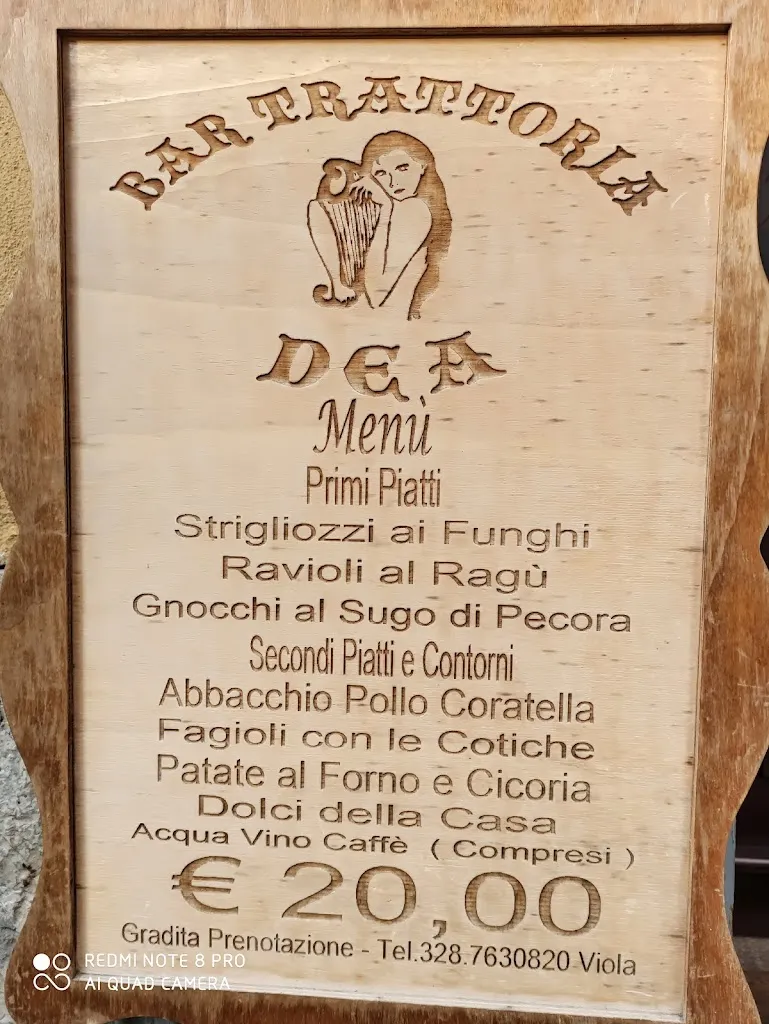 BAR TRATTORIA
DEA
Menù
Primi Piatti
Strigliozzi ai Funghi
Ravioli al Ragù
Gnocchi al Sugo di Pecora
Secondi Piatti e Contorni
Abbacchio Pollo Coratella
Fagioli con le Cotiche
Patate al Forno e Cicoria
Dolci della Casa
Acqua Vino Caffè ( Compresi )
€ 20,00
Gradita Prenotazione - Tel.328.7630820 Viola
REDMI NOTE 8 PRO
AI QUAD CAMERA